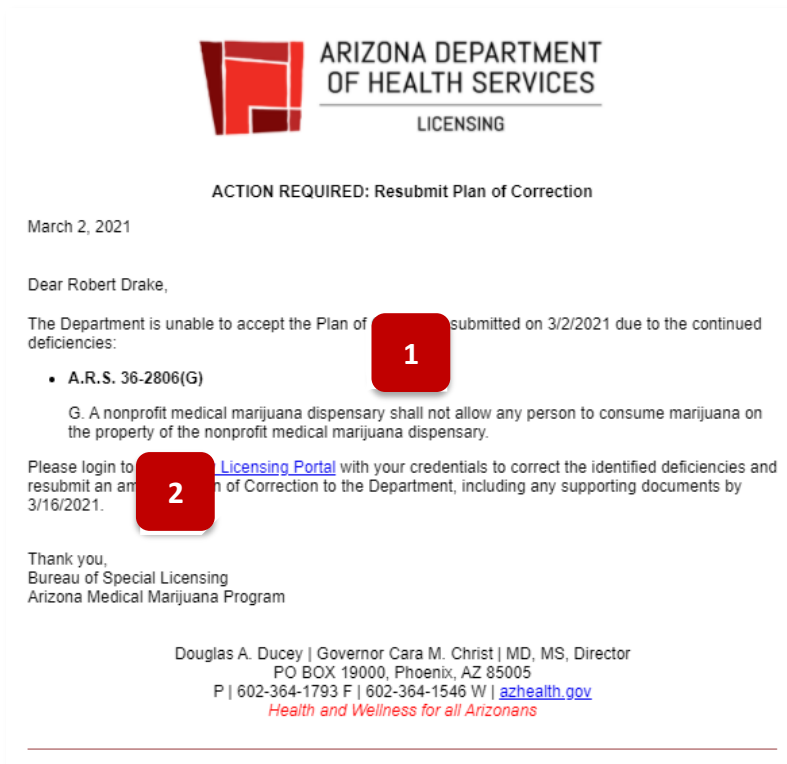 ARIZONA DEPARTMENT
OF HEALTH SERVICES
LICENSING
ACTION REQUIRED: Resubmit Plan of Correction
March 2, 2021
Dear Robert Drake,
The Department is unable to accept the Plan of submitted on 3/2/2021 due to the continued
deficiencies:
1
• A.R.S. 36-2806(G)
G. A nonprofit medical marijuana dispensary shall not allow any person to consume marijuana on
the property of the nonprofit medical marijuana dispensary.
Please login to Licensing Portal with your credentials to correct the identified deficiencies and
resubmit an of Correction to the Department, including any supporting documents by
2
3/16/2021.
Thank you,
Bureau of Special Licensing
Arizona Medical Marijuana Program
Douglas A. Ducey | Governor Cara M. Christ | MD, MS, Director
PO BOX 19000, Phoenix, AZ 85005
P | 602-364-1793 F | 602-364-1546 W | azhealth.gov
Health and Wellness for all Arizonans